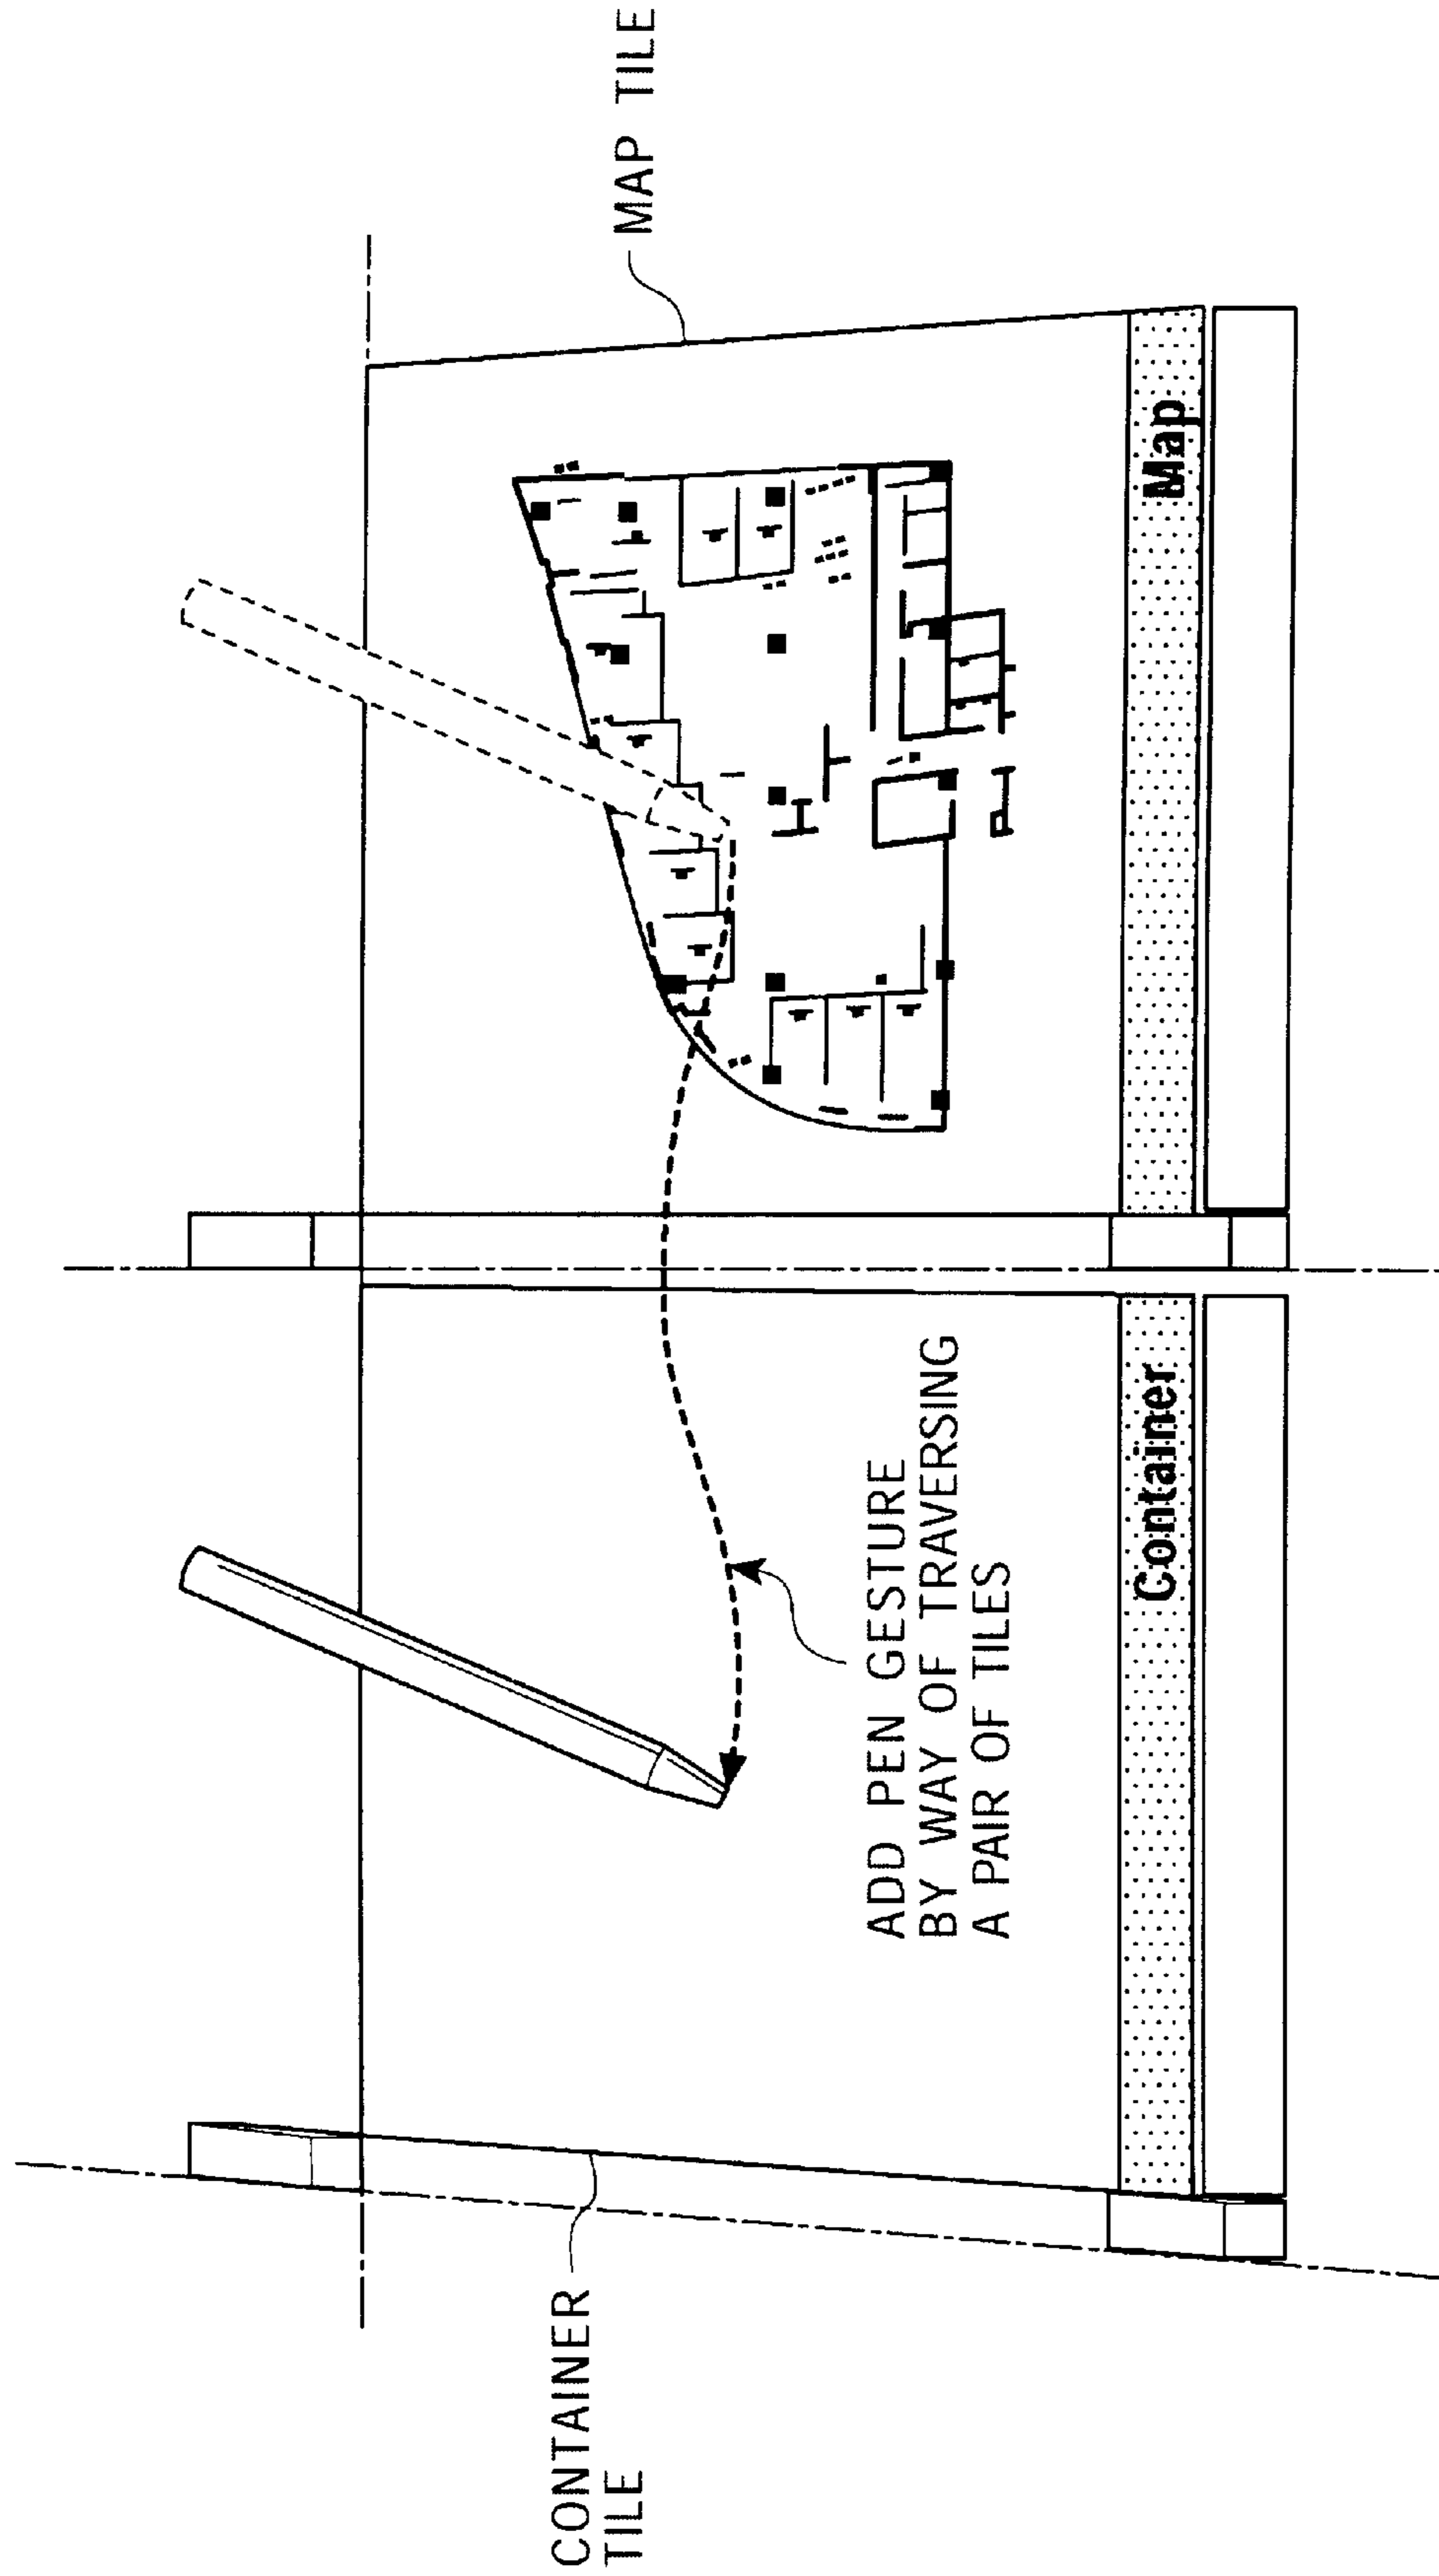 CONTAINER
TILE
MAP TILE
ADD PEN GESTURE
BY WAY OF TRAVERSING
A PAIR OF TILES
Container
Map